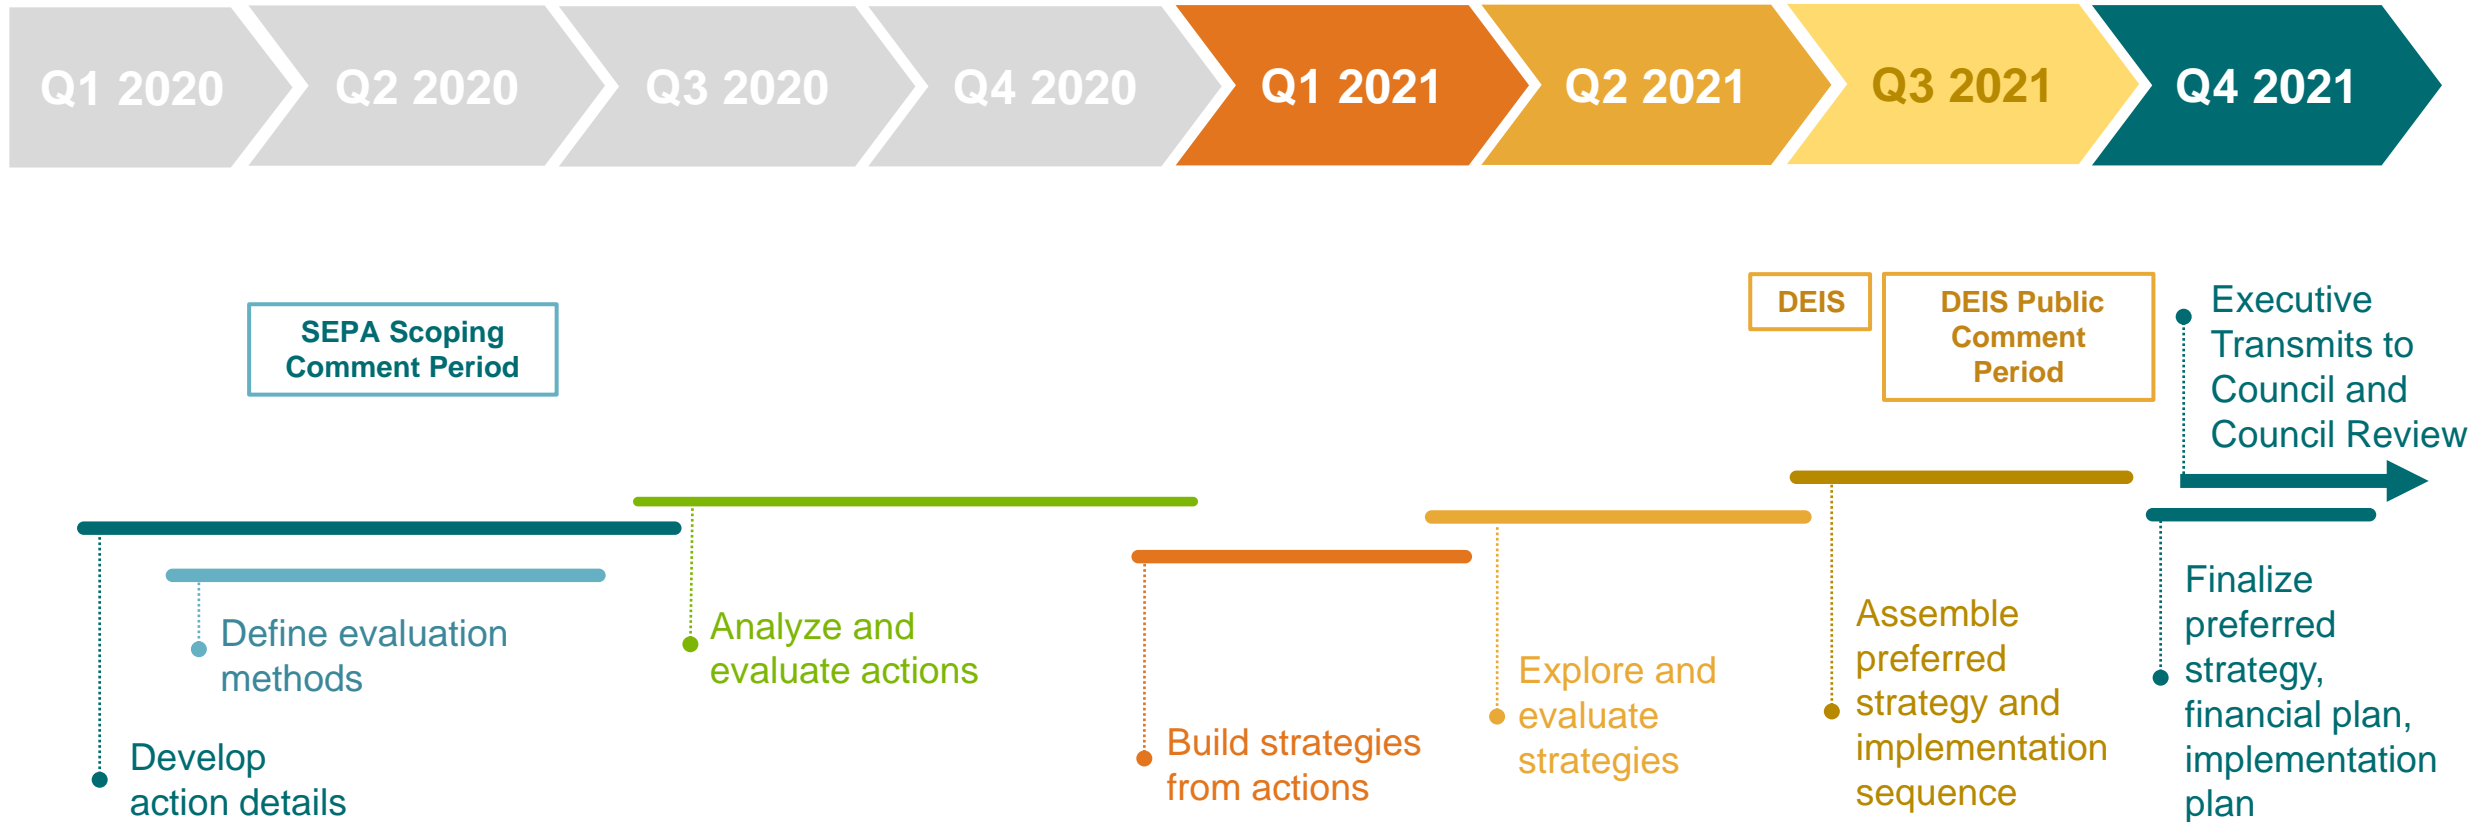 Q1 2020
Q2 2020
Q3 2020
Q4 2020
Q1 2021
Q2 2021
Q3 2021
Q4 2021
SEPA Scoping
Comment Period
DEIS
DEIS Public
Comment
Period
Executive
Transmits to
Council and
Council Review
Develop
action details
Define evaluation
methods
Analyze and
evaluate actions
Build strategies
from actions
Explore and
evaluate
strategies
Assemble
preferred
strategy and
implementation
sequence
Finalize
preferred
strategy,
financial plan,
implementation
plan